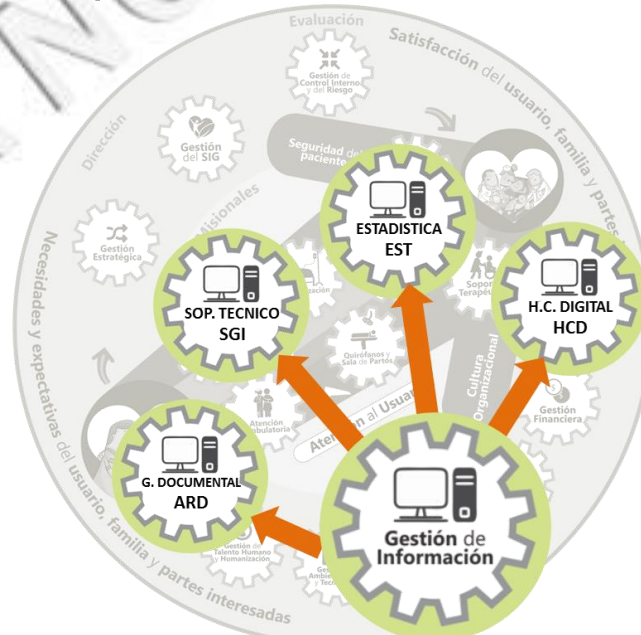 Evaluación
Satisfacción del usuario, familia y partes
Dirección
Gestión de
Control Interno
y del Riesgo
Gestión
del SIG
Seguridad del
paciente
Misionales
Gestión
Estratégica
ESTADISTICA
EST
SOP. TECNICO
SGI
H.C. DIGITAL
HCD
Soporte
Terapéu
Necesidades y expectativas del usuario, familia y partes interesadas
Quirófanos y
Sala de Partos
Cultura
Organizacional
Atención
Atención al Usua
Gestión
Financiera
G. DOCUMENTAL
ARD
Gestión de
Información
Gestión de
Talento Humano
y Humanización